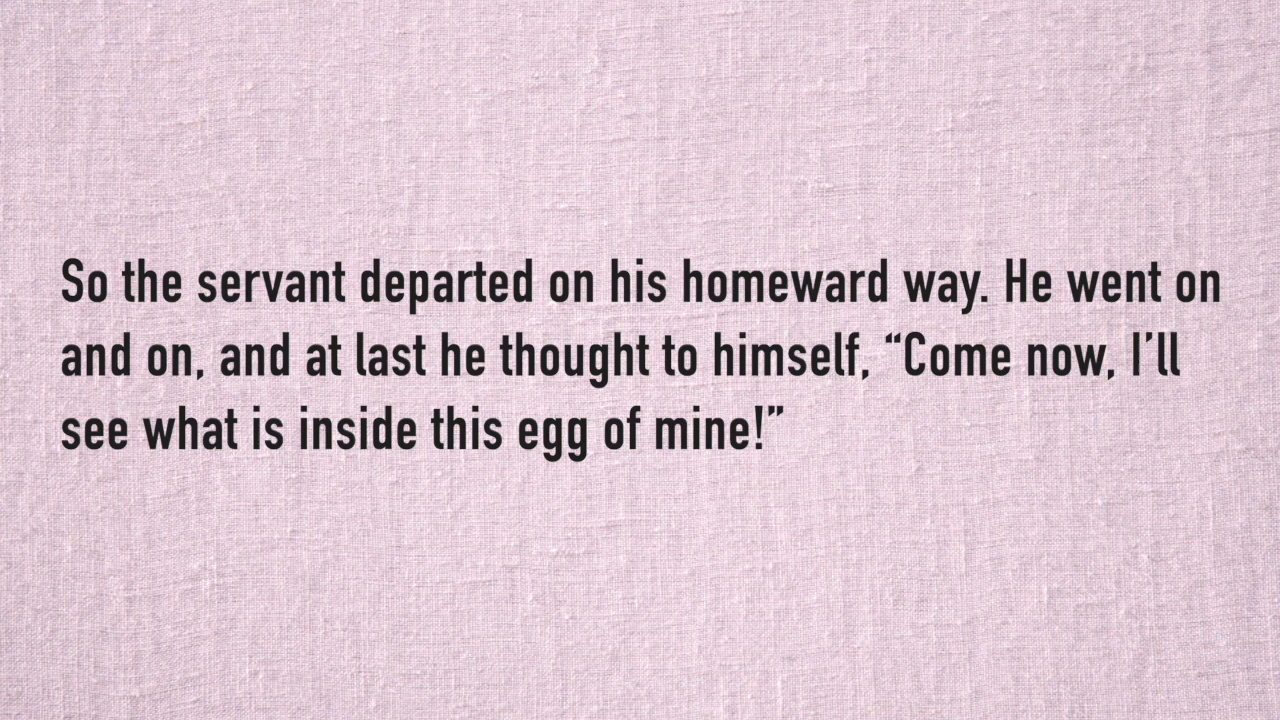 So the servant departed on his homeward way. He went on
and on, and at last he thought to himself, “Come now, I’ll
see what is inside this egg of mine!”